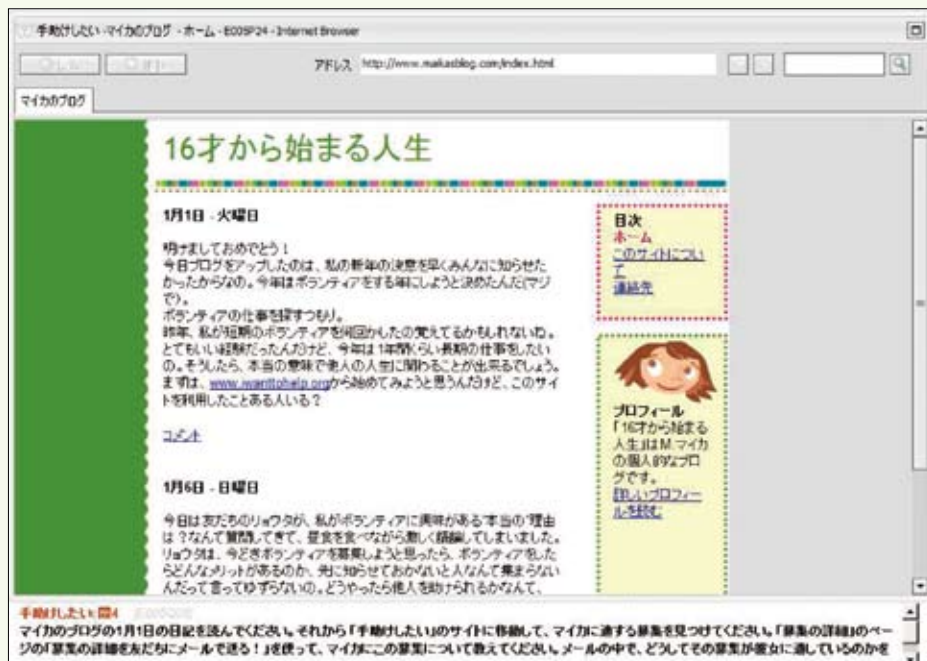 手助けしたい -マイカのブログ - ホーム - E005P24 - Internet Browser
アドレス http://www.maikasblog.com/index.html
マイカのブログ
16才から始まる人生
1月1日 - 火曜日
明けましておめでとう！
今日ブログをアップしたのは、私の新年の決意を早くみんなに知らせた
かったからなの。今年はボランティアをする年にしようと決めたんだ(マジ
で)。
ボランティアの仕事を探すつもり。
昨年、私が短期のボランティアを何回かしたの覚えてるかもしれないね。
とてもいい経験だったんだけど、今年は1年間くらい長期の仕事をしたい
の。そうしたら、本当の意味で他人の人生に関わることが出来るでしょう。
まずは、www.iwanttohelp.orgから始めてみようと思うんだけど、このサイ
トを利用したことある人いる？
コメント
1月6日 - 日曜日
今日は友だちのリョウタが、私がボランティアに興味がある"本当の"理由
は？なんて質問してきて、昼食を食べながら激しく議論してしまいました。
リョウタは、今どきボランティアを募集しようと思ったら、ボランティアをした
らどんなメリットがあるのか、先に知らせておかないと人なんて集まらない
んだって言ってゆずらないの。どうやったら他人を助けられるかなんて、
目次
ホーム
このサイトについ
て
連絡先
プロフィール
「16才から始まる
人生」はM.マイカ
の個人的なブロ
グです。
詳しいプロフィー
ルを読む
手助けしたい: 問4
マイカのブログの1月1日の日記を読んでください。それから「手助けしたい」のサイトに移動して、マイカに適する募集を見つけてください。「募集の詳細」のペー
ジの「募集の詳細を友だちにメールで送る！」を使って、マイカにこの募集について教えてください。メールの中で、どうしてその募集が彼女に適しているのかを